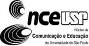 nceusp
Núcleo de
Comunicação e Educação
da Universidade de São Paulo